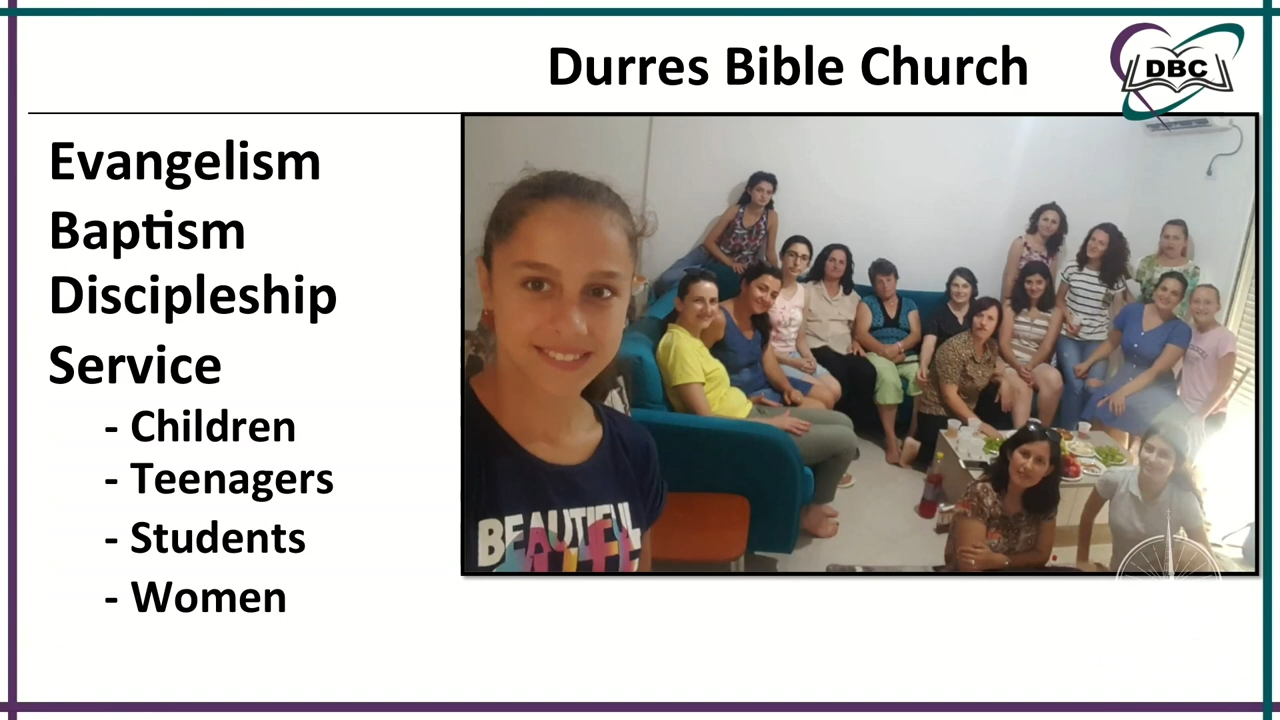 Durres Bible Church
DBC
Evangelism
Baptism
Discipleship
Service
- Children
- Teenagers
- Students
- Women
BEAUTIFUL